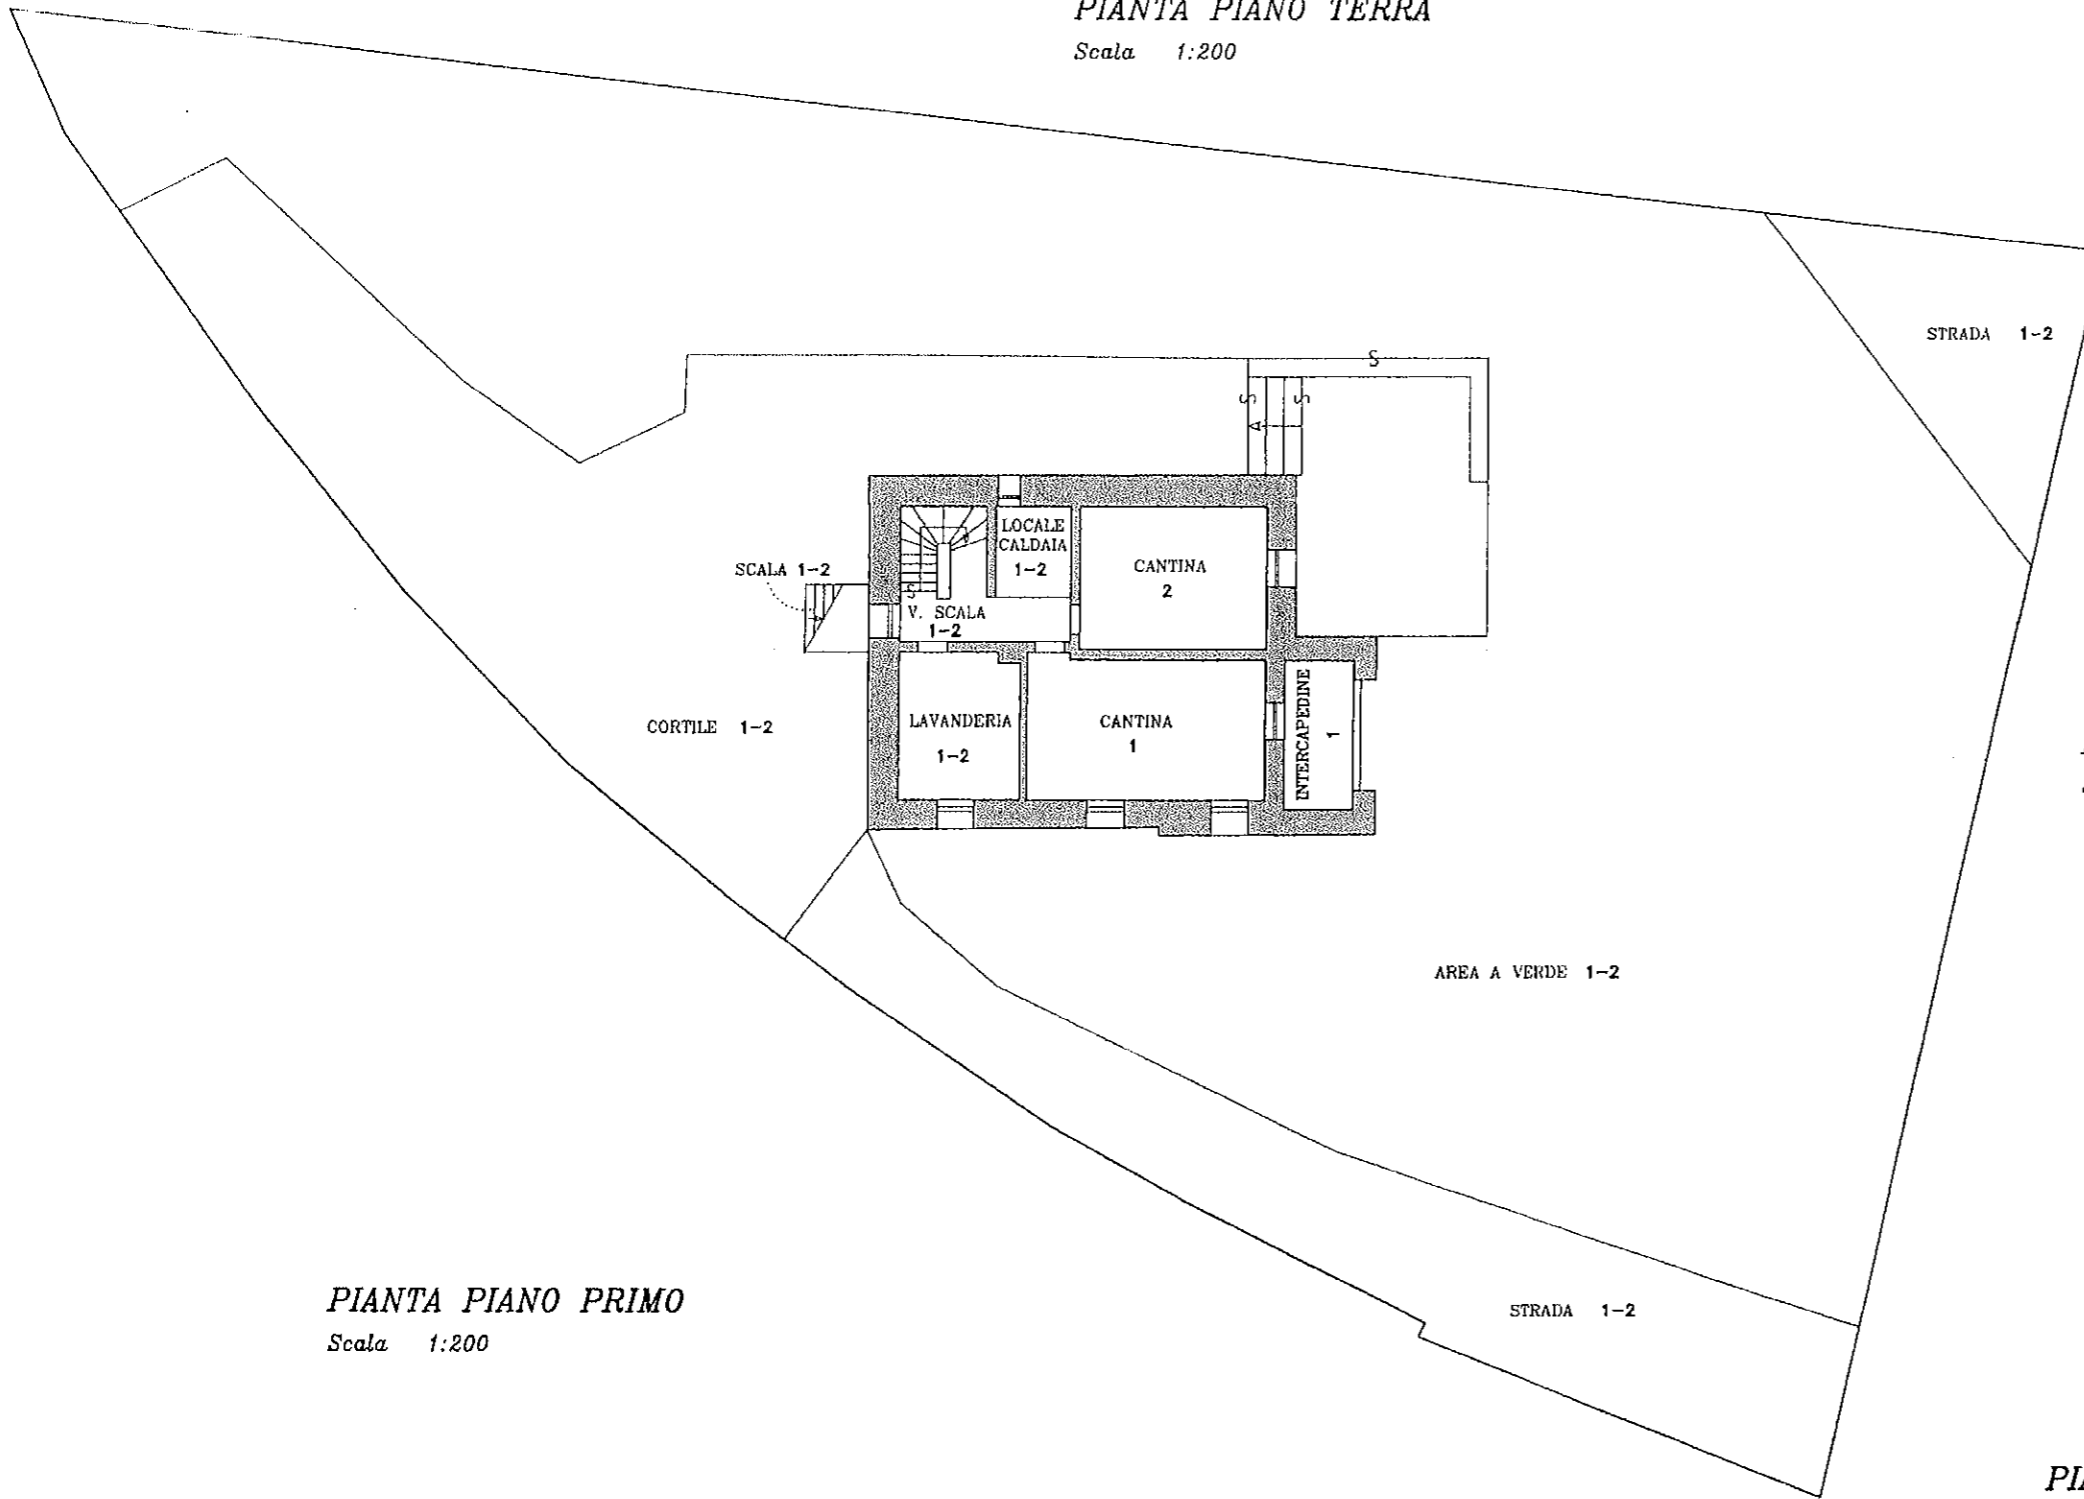 PIANTA PIANO TERRA
Scala 1:200
STRADA 1-2
S
S S
A
LOCALE
CALDAIA
1-2
CANTINA
2
SCALA 1-2
S
V. SCALA
1-2
CORTILE 1-2
LAVANDERIA
1-2
CANTINA
1
INTERCAPEDINE
1
AREA A VERDE 1-2
STRADA 1-2
PIANTA PIANO PRIMO
Scala 1:200